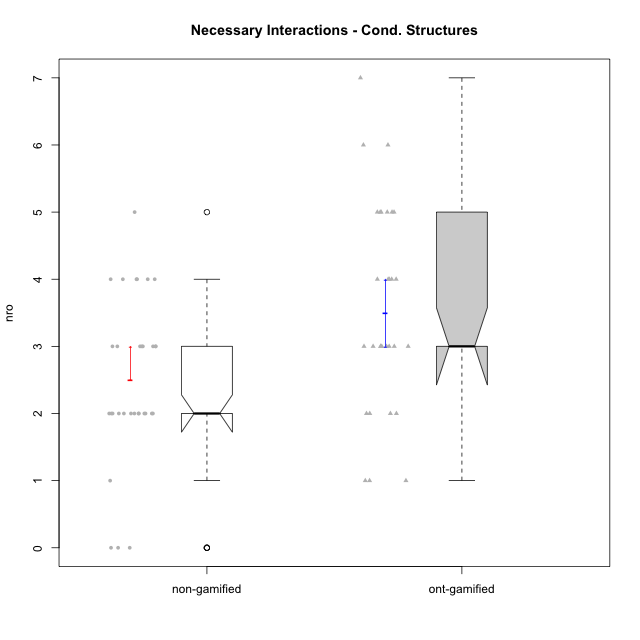 Necessary Interactions - Cond. Structures
7
6
5
4
3
2
1
0
nro
non-gamified
ont-gamified